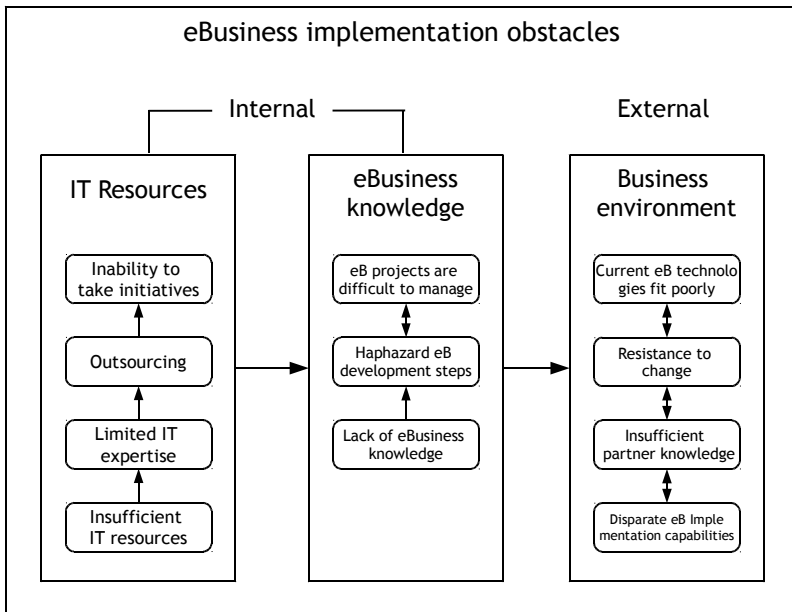 eBusiness implementation obstacles
Internal
External
IT Resources
Inability to
take initiatives
Outsourcing
Limited IT
expertise
Insufficient
IT resources
eBusiness
knowledge
eB projects are
difficult to manage
Haphazard eB
development steps
Lack of eBusiness
knowledge
Business
environment
Current eB technolo
gies fit poorly
Resistance to
change
Insufficient
partner knowledge
Disparate eB Imple
mentation capabilities